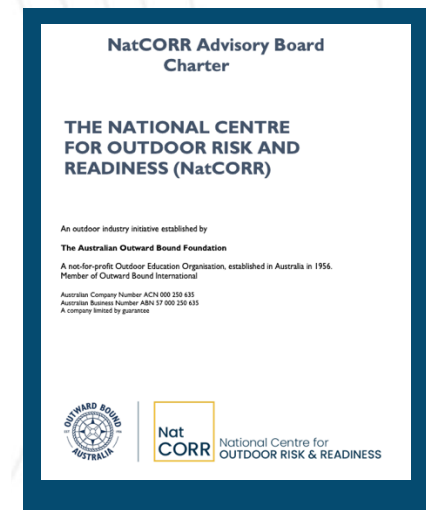 NatCORR Advisory Board
Charter
THE NATIONAL CENTRE
FOR OUTDOOR RISK AND
READINESS (NatCORR)
An outdoor industry initiative established by
The Australian Outward Bound Foundation
A not-for-profit Outdoor Education Organisation, established in Australia in 1956.
Member of Outward Bound International
Australian Company Number ACN 000 250 635
Australian Business Number ABN 57 000 250 635
A company limited by guarantee
OUTWARD BOUND
AUSTRALIA
Nat
CORR
National Centre for
OUTDOOR RISK & READINESS